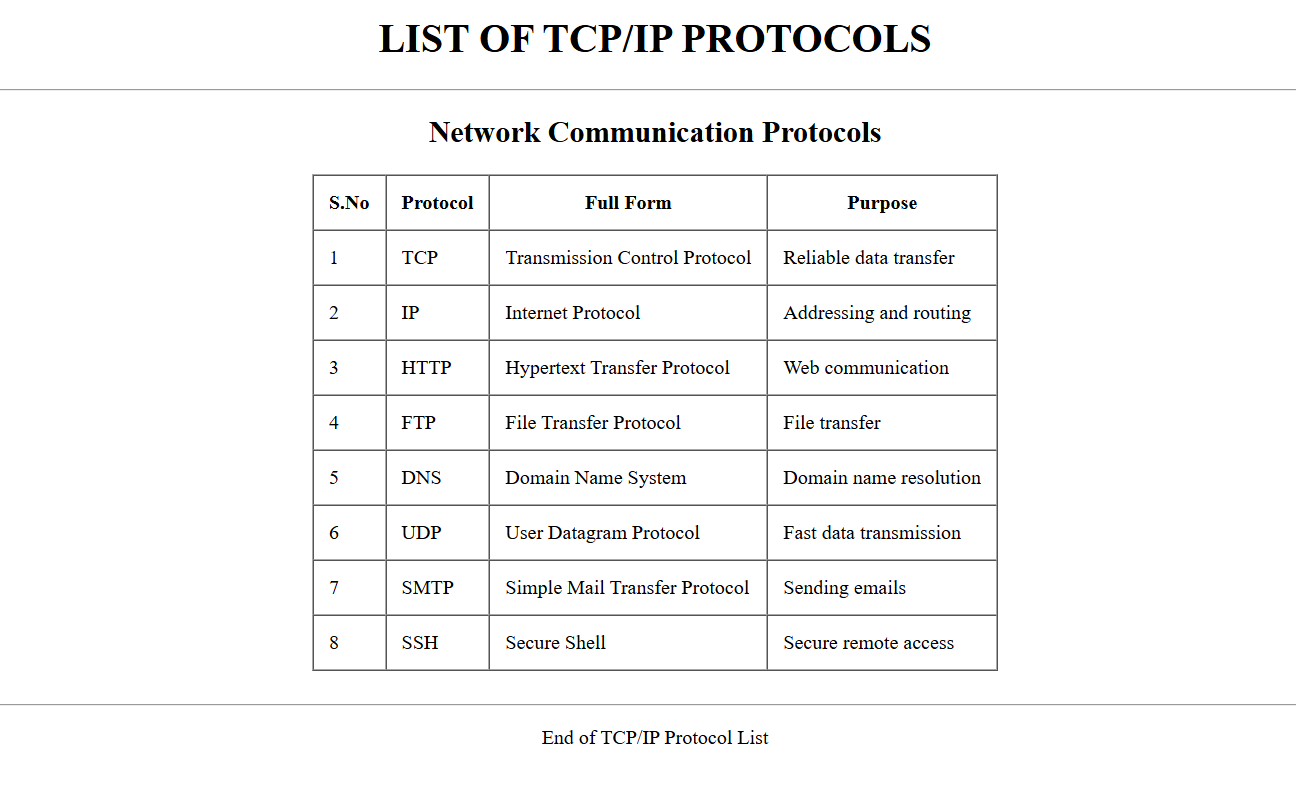 LIST OF TCP/IP PROTOCOLS
Network Communication Protocols
S.No Protocol Full Form Purpose
1 TCP Transmission Control Protocol Reliable data transfer
2 IP Internet Protocol Addressing and routing
3 HTTP Hypertext Transfer Protocol Web communication
4 FTP File Transfer Protocol File transfer
5 DNS Domain Name System Domain name resolution
6 UDP User Datagram Protocol Fast data transmission
7 SMTP Simple Mail Transfer Protocol Sending emails
8 SSH Secure Shell Secure remote access
End of TCP/IP Protocol List